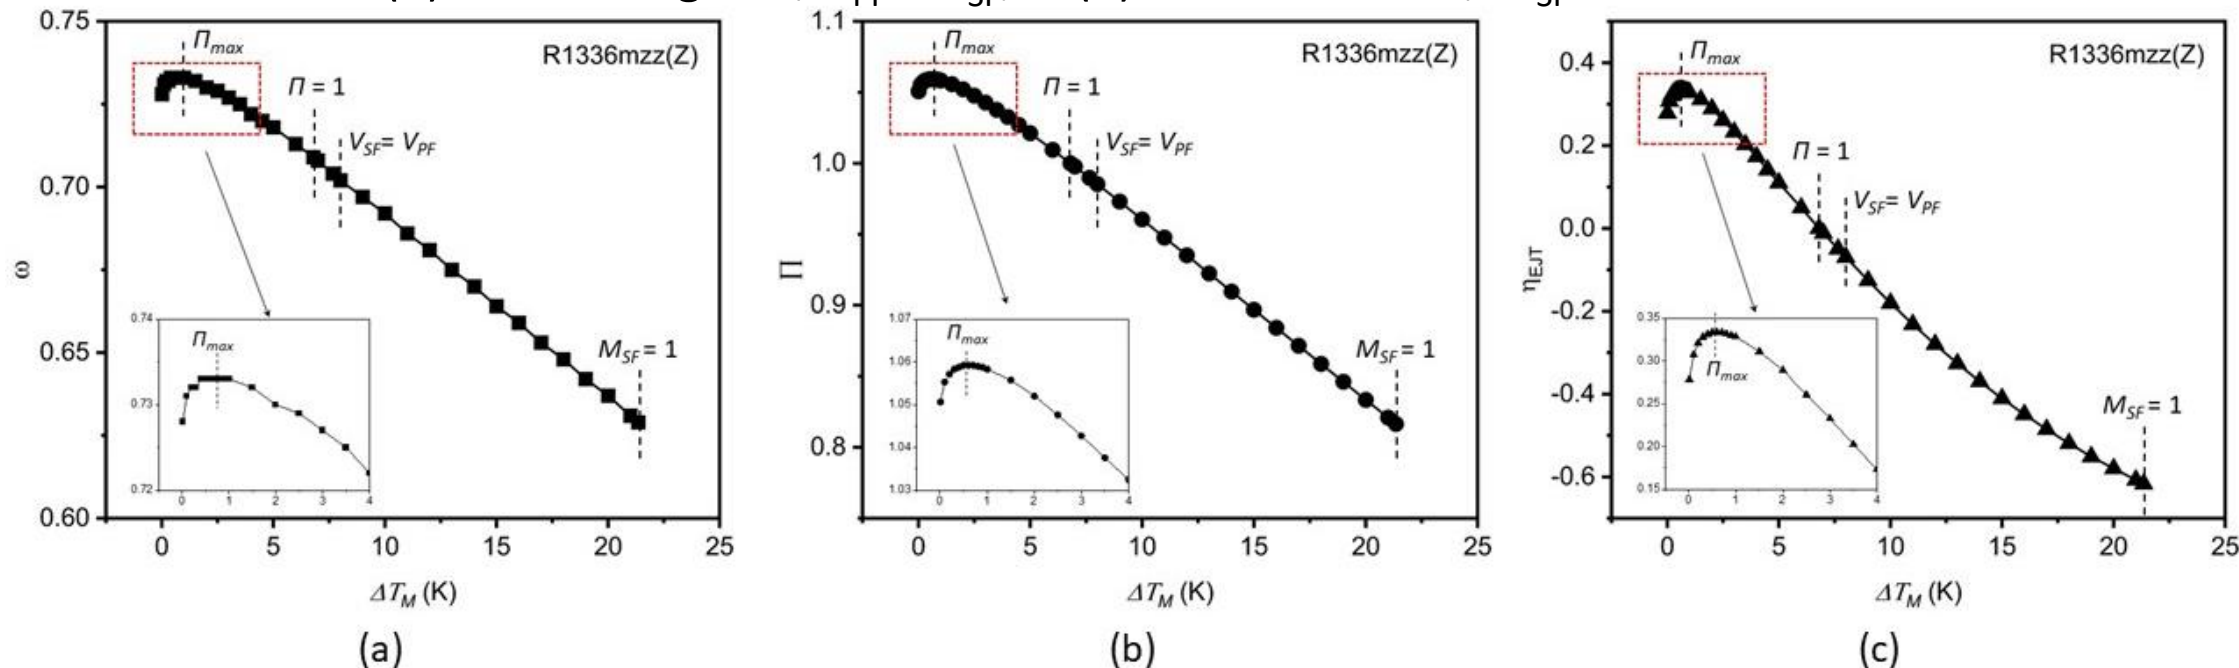 0.75
0.70
0.65
0.60
ω
Π_max
R1336mzz(Z)
Π = 1
V_SF = V_PF
M_SF = 1
0.74
0.73
0.72
Π_max
0 1 2 3 4
0 5 10 15 20 25
ΔT_M (K)
(a)
1.1
1.0
0.9
0.8
Π
Π_max
R1336mzz(Z)
Π = 1
V_SF = V_PF
M_SF = 1
1.07
1.06
1.05
1.04
1.03
Π_max
0 1 2 3 4
0 5 10 15 20 25
ΔT_M (K)
(b)
0.4
0.2
0.0
-0.2
-0.4
-0.6
η_EJT
Π_max
R1336mzz(Z)
Π = 1
V_SF = V_PF
M_SF = 1
0.35
0.30
0.25
0.20
0.15
Π_max
0 1 2 3 4
0 5 10 15 20 25
ΔT_M (K)
(c)